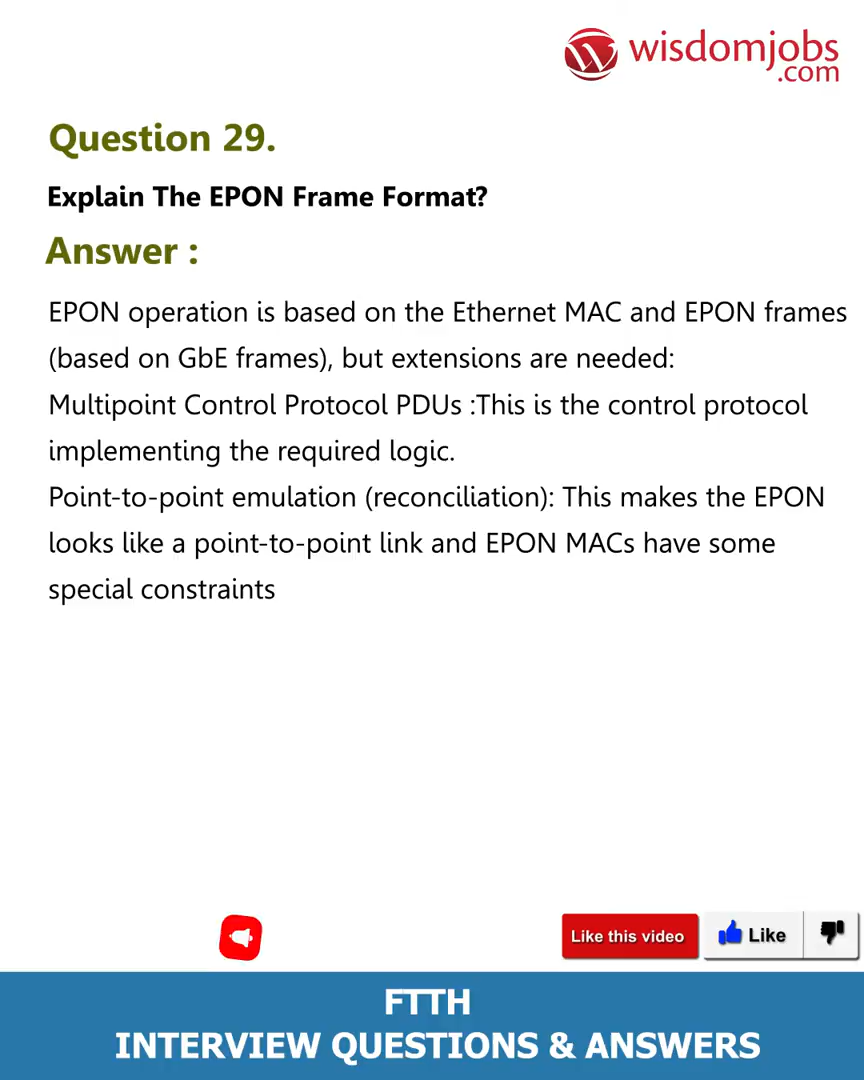 wisdomjobs
.com
Question 29.
Explain The EPON Frame Format?
Answer :
EPON operation is based on the Ethernet MAC and EPON frames
(based on GbE frames), but extensions are needed:
Multipoint Control Protocol PDUs :This is the control protocol
implementing the required logic.
Point-to-point emulation (reconciliation): This makes the EPON
looks like a point-to-point link and EPON MACs have some
special constraints
Like this video
Like
FTTH
INTERVIEW QUESTIONS & ANSWERS